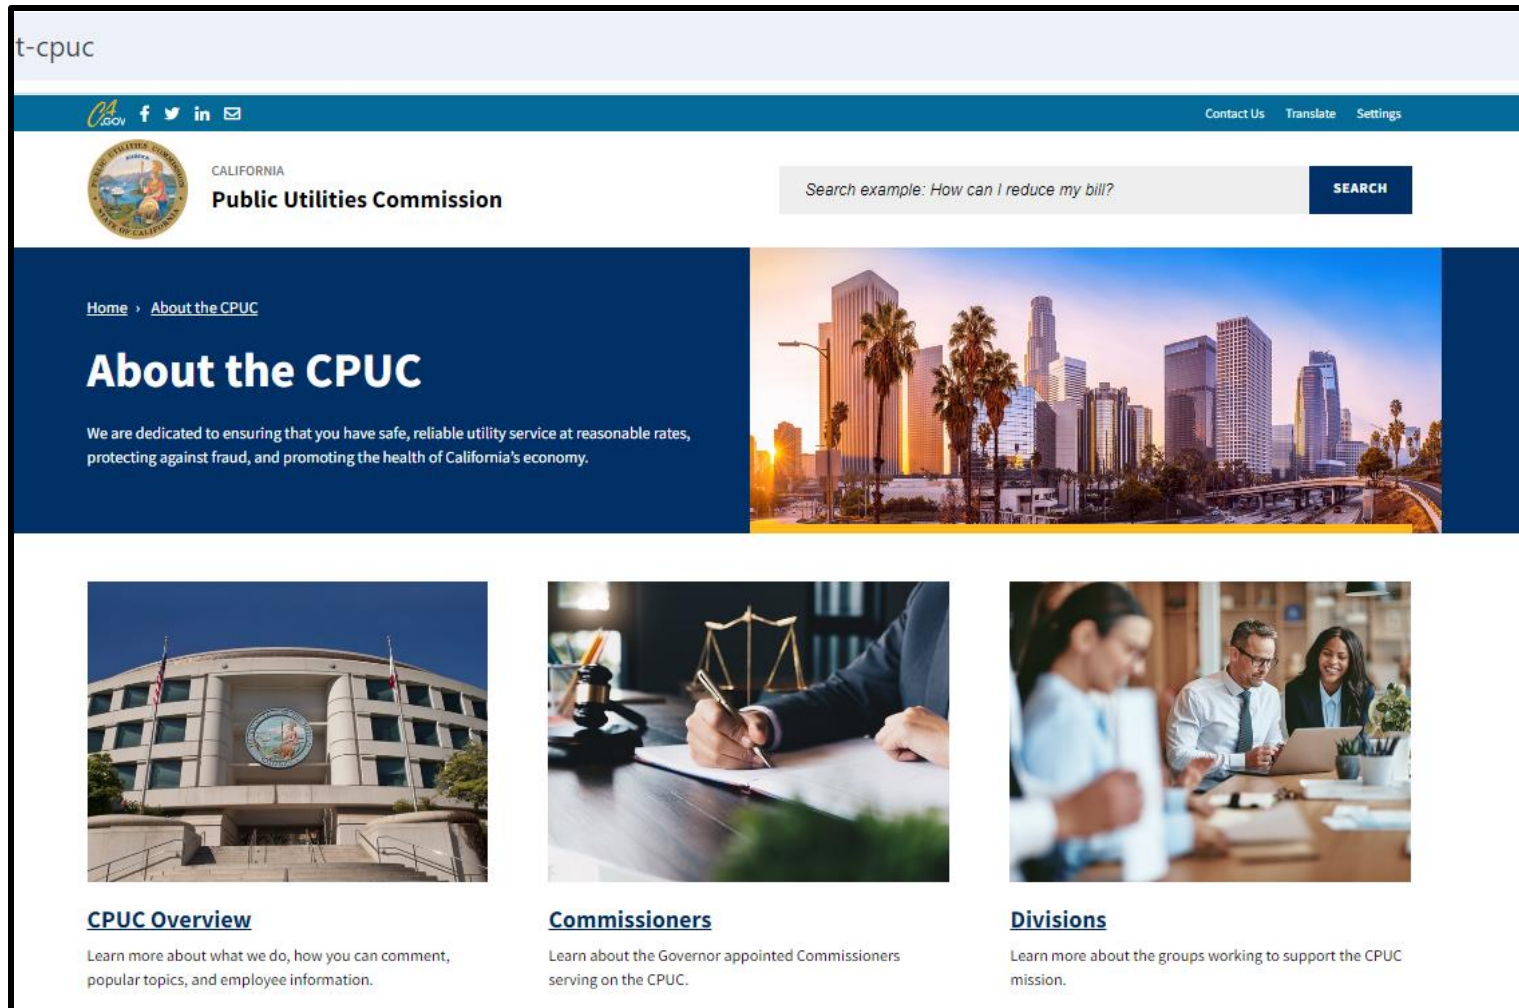 t-cpuc
CA.GOV
Contact Us Translate Settings
CALIFORNIA
Public Utilities Commission
Search example: How can I reduce my bill?
SEARCH
Home › About the CPUC
About the CPUC
We are dedicated to ensuring that you have safe, reliable utility service at reasonable rates,
protecting against fraud, and promoting the health of California's economy.
CPUC Overview
Learn more about what we do, how you can comment,
popular topics, and employee information.
Commissioners
Learn about the Governor appointed Commissioners
serving on the CPUC.
Divisions
Learn more about the groups working to support the CPUC
mission.